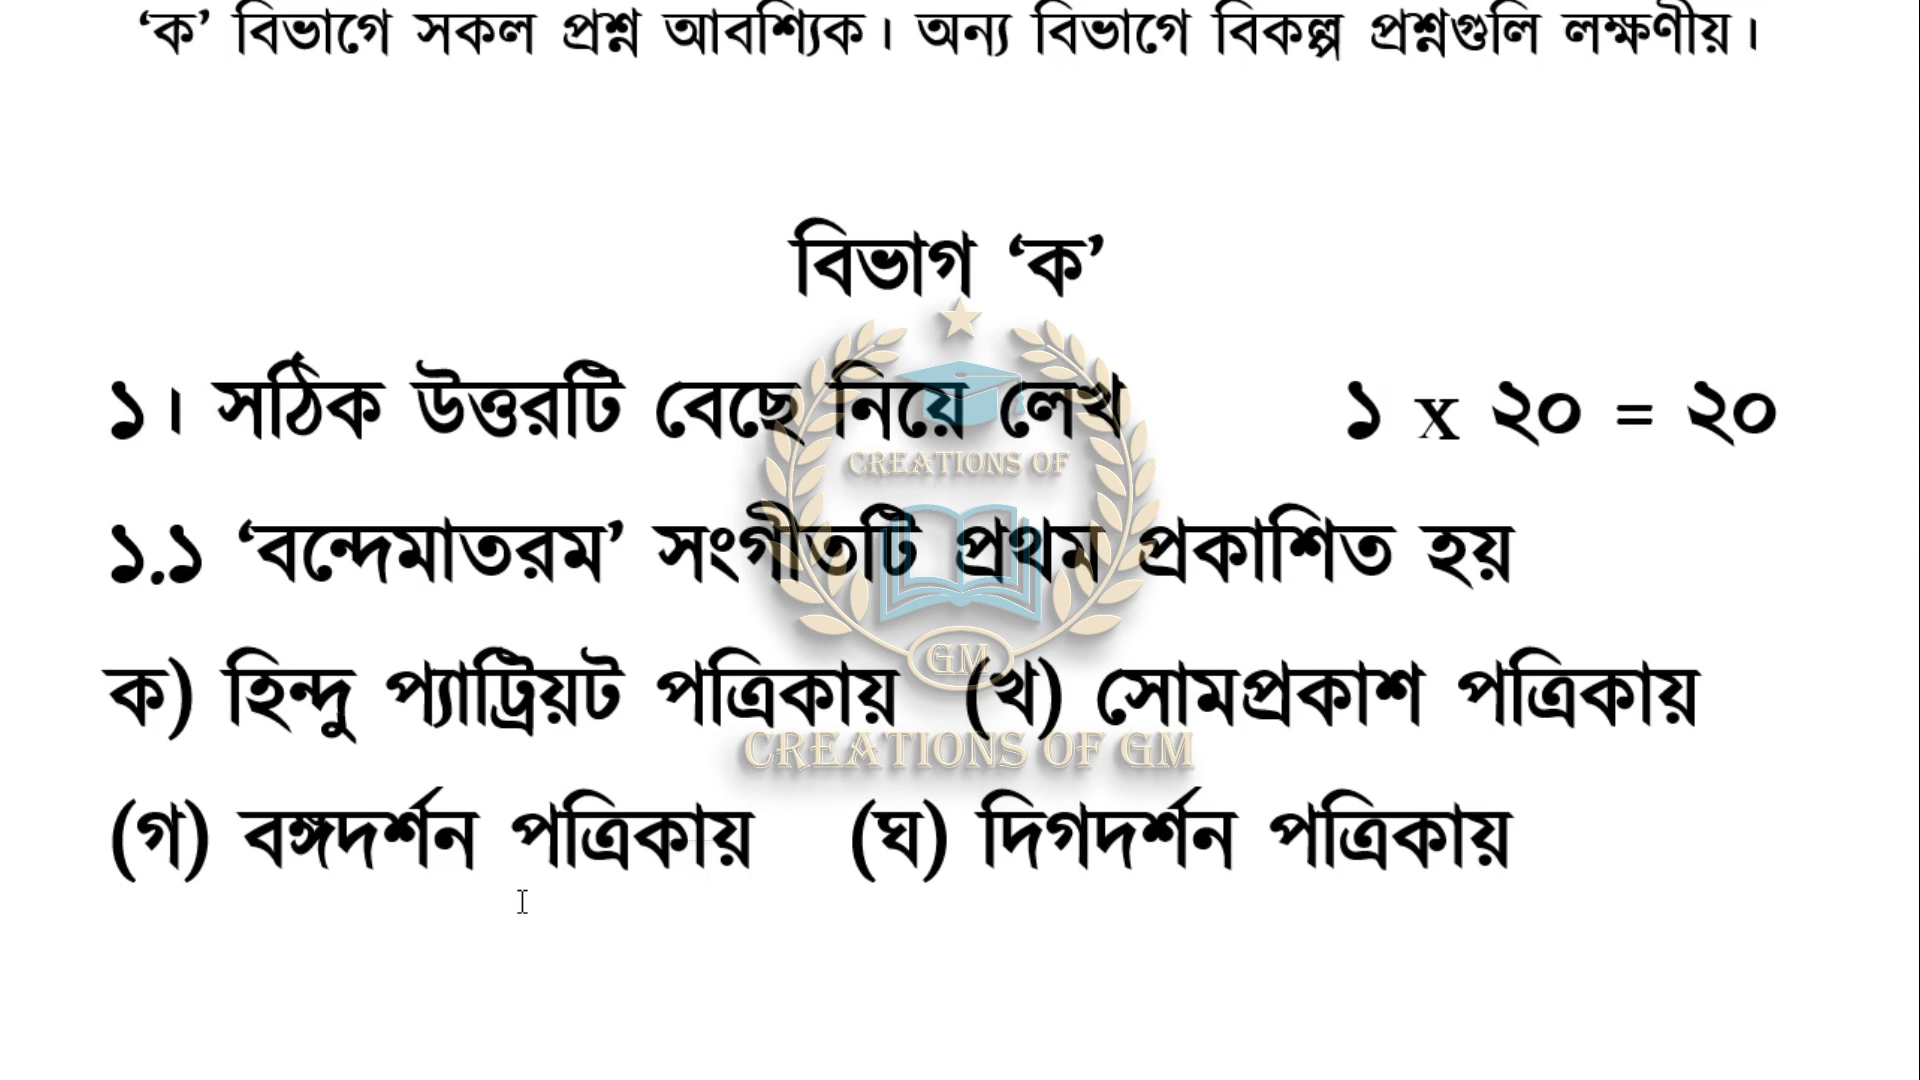 ‘ক’ বিভাগে সকল প্রশ্ন আবশ্যিক। অন্য বিভাগে বিকল্প প্রশ্নগুলি লক্ষণীয়।
বিভাগ ‘ক’
১। সঠিক উত্তরটি বেছে নিয়ে লেখ ১ x ২০ = ২০
CREATIONS OF
১.১ ‘বন্দেমাতরম’ সংগীতটি প্রথম প্রকাশিত হয়
GM
ক) হিন্দু প্যাট্রিয়ট পত্রিকায় (খ) সোমপ্রকাশ পত্রিকায়
CREATIONS OF GM
(গ) বঙ্গদর্শন পত্রিকায় (ঘ) দিগদর্শন পত্রিকায়